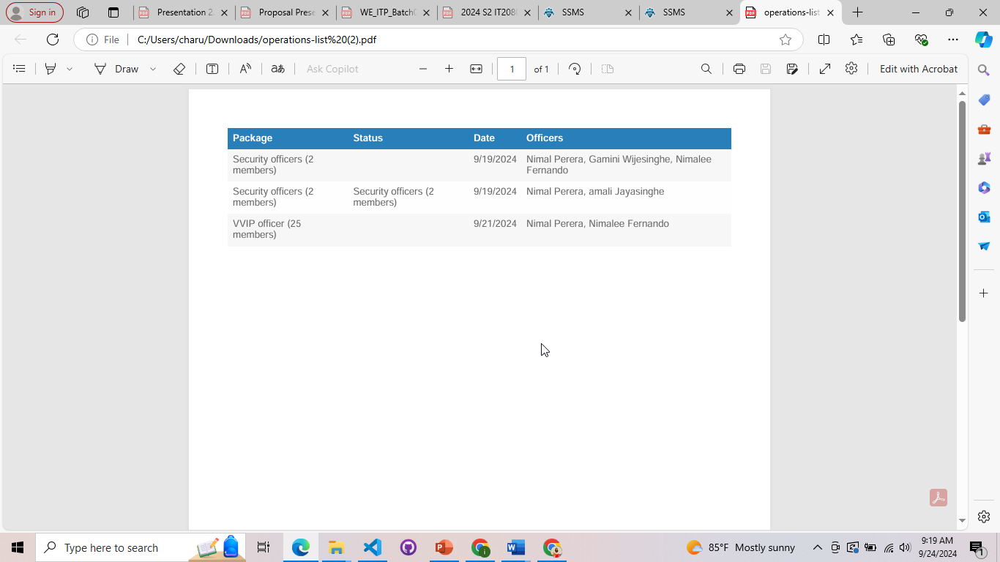 Sign in
Presentation 2
Proposal Prese
WE_ITP_Batch
2024 S2 IT208
SSMS
SSMS
operations-list
File
C:/Users/charu/Downloads/operations-list%20(2).pdf
Draw
Ask Copilot
1
of 1
Edit with Acrobat
Package Status Date Officers
Security officers (2 9/19/2024 Nimal Perera, Gamini Wijesinghe, Nimalee
members) Fernando
Security officers (2 Security officers (2 9/19/2024 Nimal Perera, amali Jayasinghe
members) members)
VVIP officer (25 9/21/2024 Nimal Perera, Nimalee Fernando
members)
Type here to search
85°F Mostly sunny
9:19 AM
9/24/2024
1